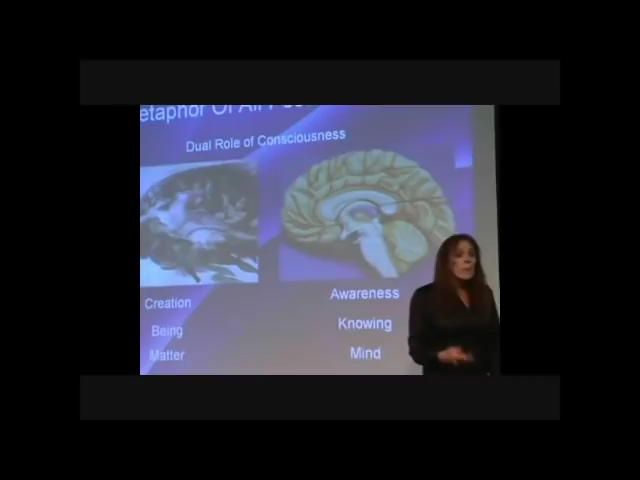 etaphor Of All
Dual Role of Consciousness
Creation
Awareness
Being
Knowing
Matter
Mind